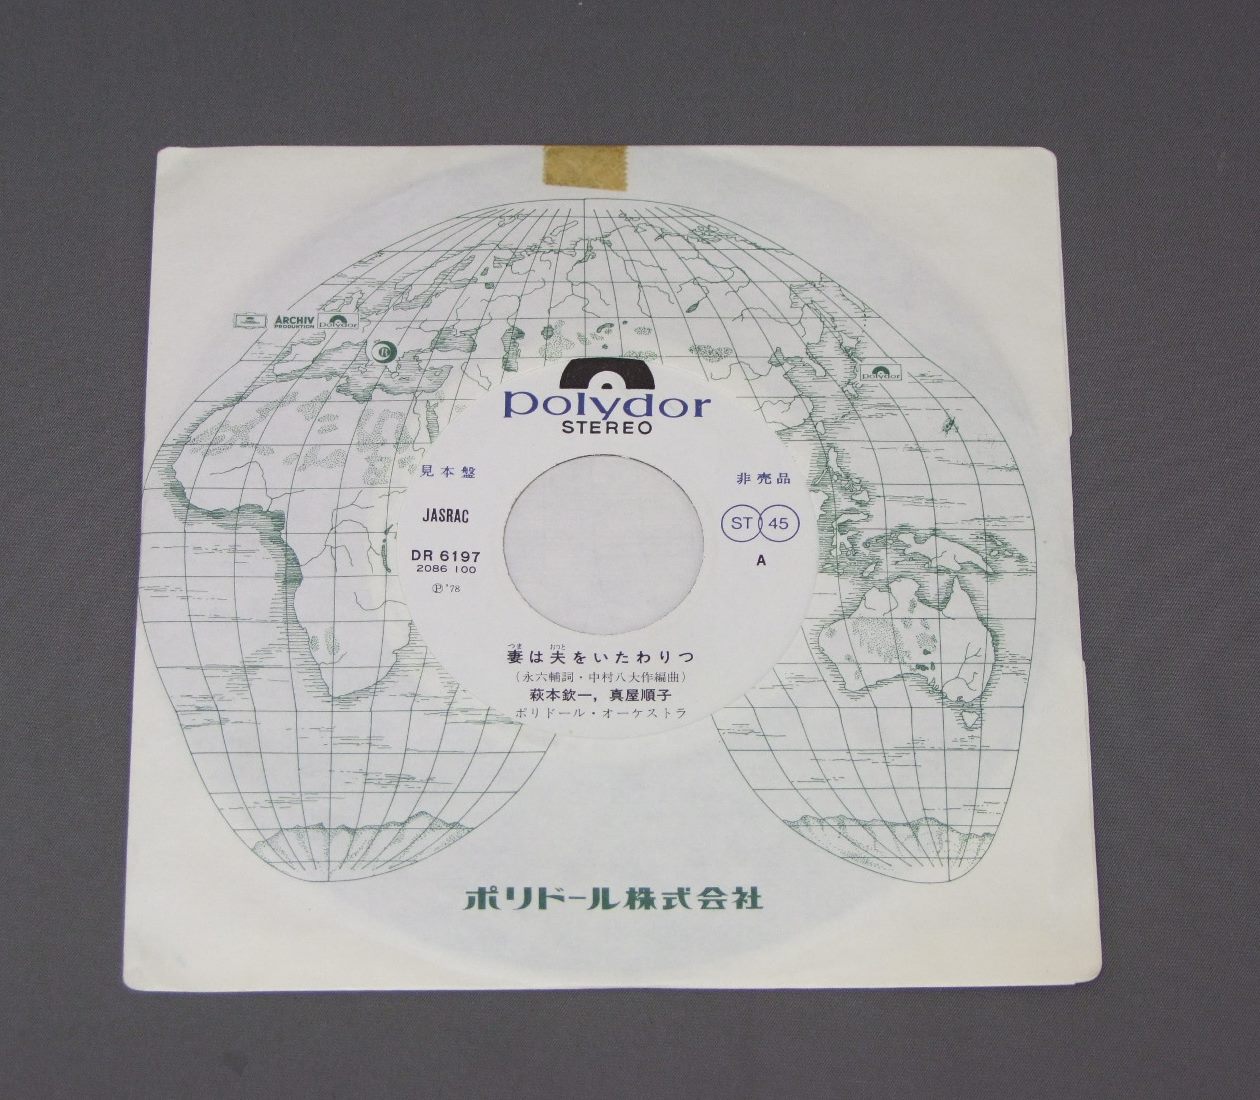 ARCHIV
PRODUKTION
polydor
polydor
polydor
STEREO
見本盤
非売品
JASRAC
ST 45
DR 6197
2086 100
A
Ⓟ '78
つま おっと
妻は夫をいたわりつ
（永六輔詞・中村八大作編曲）
萩本欽一，真屋順子
ポリドール・オーケストラ
ポリドール株式会社